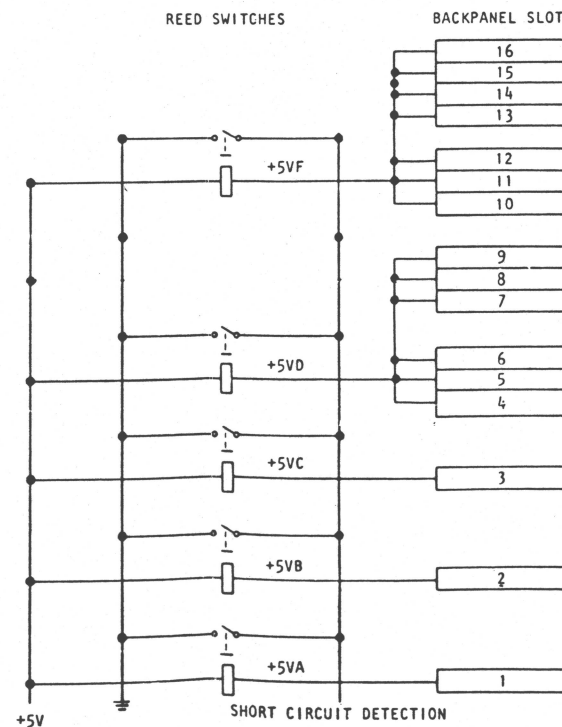 REED SWITCHES
BACKPANEL SLOT
16
15
14
13
+5VF
12
11
10
9
8
7
+5VD
6
5
4
+5VC
3
+5VB
2
+5VA
1
+5V
SHORT CIRCUIT DETECTION